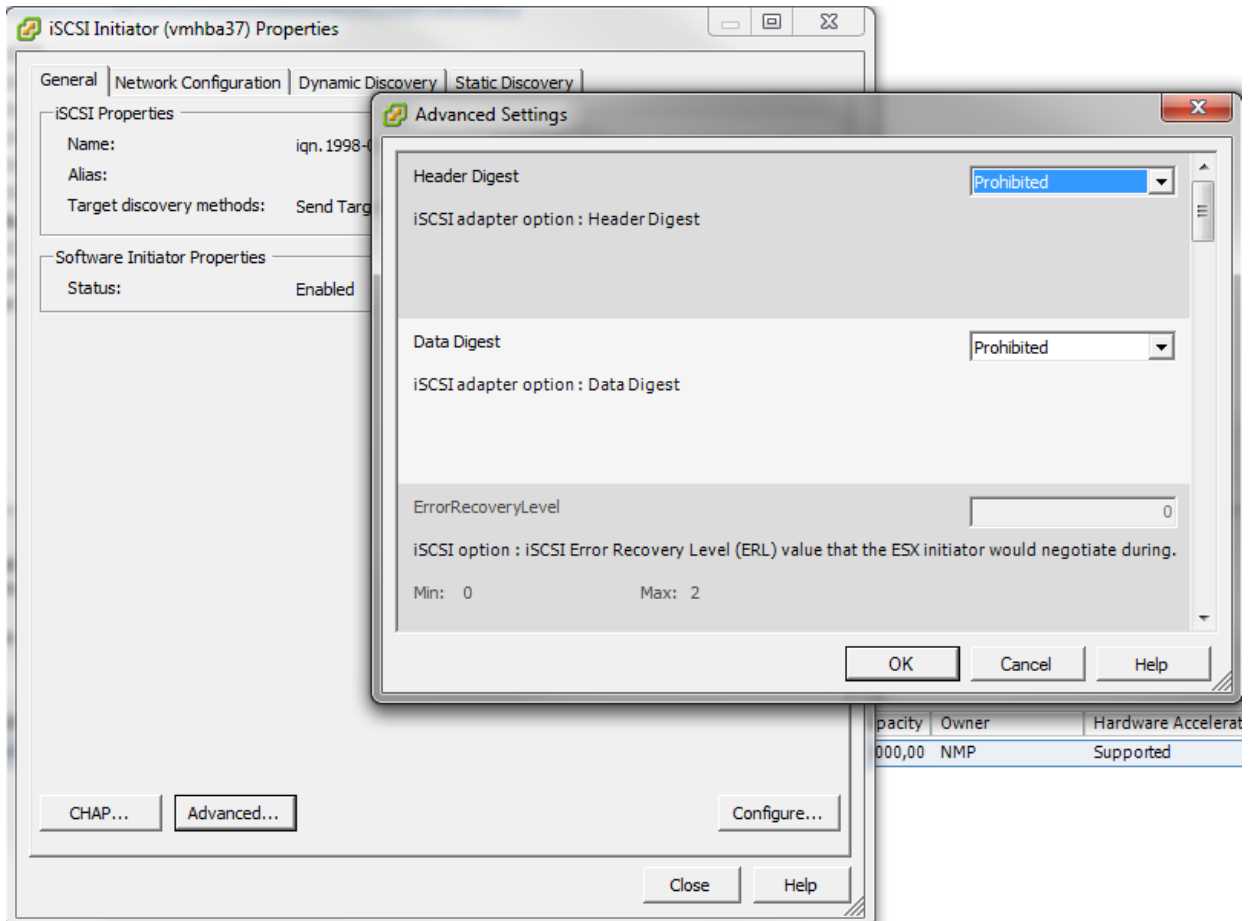 iSCSI Initiator (vmhba37) Properties
General Network Configuration Dynamic Discovery Static Discovery
iSCSI Properties
Name: iqn.1998-
Alias:
Target discovery methods: Send Targ
Software Initiator Properties
Status: Enabled
CHAP... Advanced... Configure...
Close Help
Advanced Settings
Header Digest Prohibited
iSCSI adapter option : Header Digest
Data Digest Prohibited
iSCSI adapter option : Data Digest
ErrorRecoveryLevel 0
iSCSI option : iSCSI Error Recovery Level (ERL) value that the ESX initiator would negotiate during.
Min: 0 Max: 2
OK Cancel Help
pacity Owner Hardware Accelerat
000,00 NMP Supported